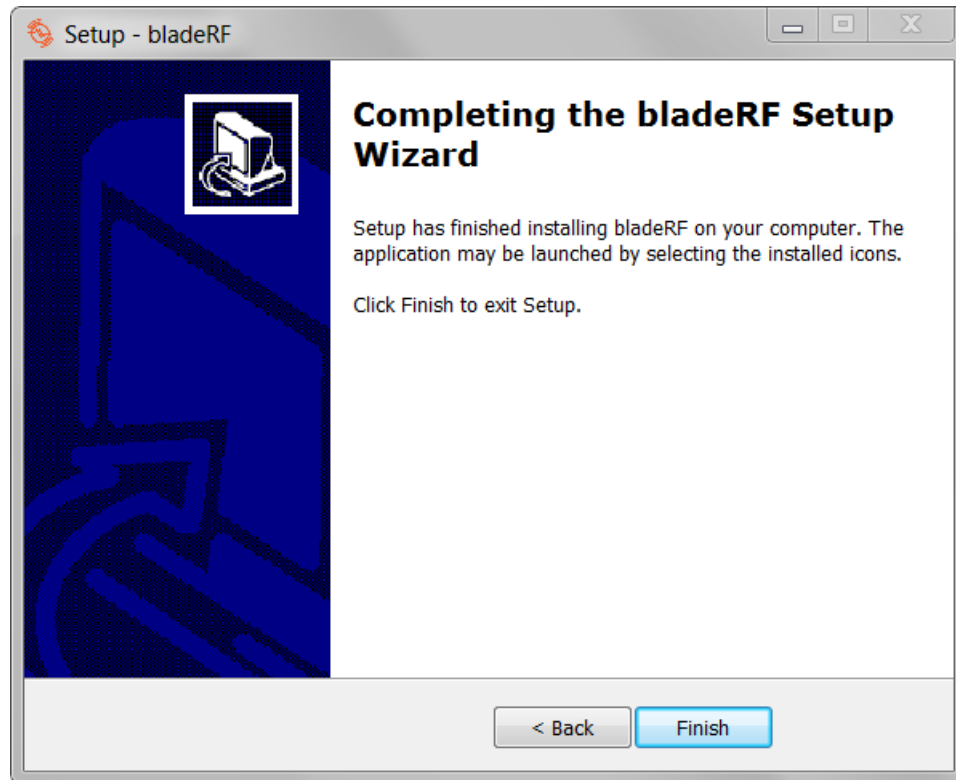 Setup - bladeRF
Completing the bladeRF Setup
Wizard
Setup has finished installing bladeRF on your computer. The
application may be launched by selecting the installed icons.
Click Finish to exit Setup.
< Back
Finish